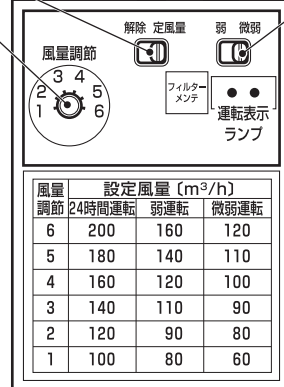 解除 定風量
弱 微弱
風量調節
1 2 3 4 5 6
フィルター
メンテ
運転表示
ランプ
風量調節 設定風量〔m³/h〕
24時間運転 弱運転 微弱運転
6 200 160 120
5 180 140 110
4 160 120 100
3 140 110 90
2 120 90 80
1 100 80 60